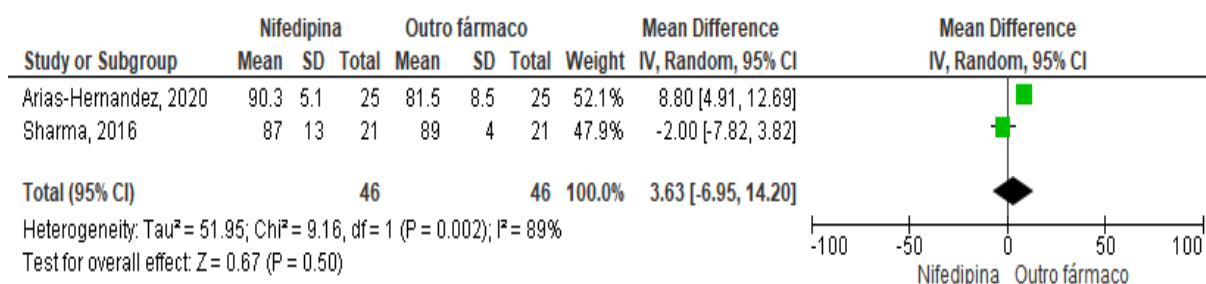 Nifedipina Outro fármaco Mean Difference Mean Difference
Study or Subgroup Mean SD Total Mean SD Total Weight IV, Random, 95% CI IV, Random, 95% CI
Arias-Hernandez, 2020 90.3 5.1 25 81.5 8.5 25 52.1% 8.80 [4.91, 12.69]
Sharma, 2016 87 13 21 89 4 21 47.9% -2.00 [-7.82, 3.82]
Total (95% CI) 46 46 100.0% 3.63 [-6.95, 14.20]
Heterogeneity: Tau² = 51.95; Chi² = 9.16, df = 1 (P = 0.002); I² = 89%
Test for overall effect: Z = 0.67 (P = 0.50)
-100 -50 0 50 100
Nifedipina Outro fármaco